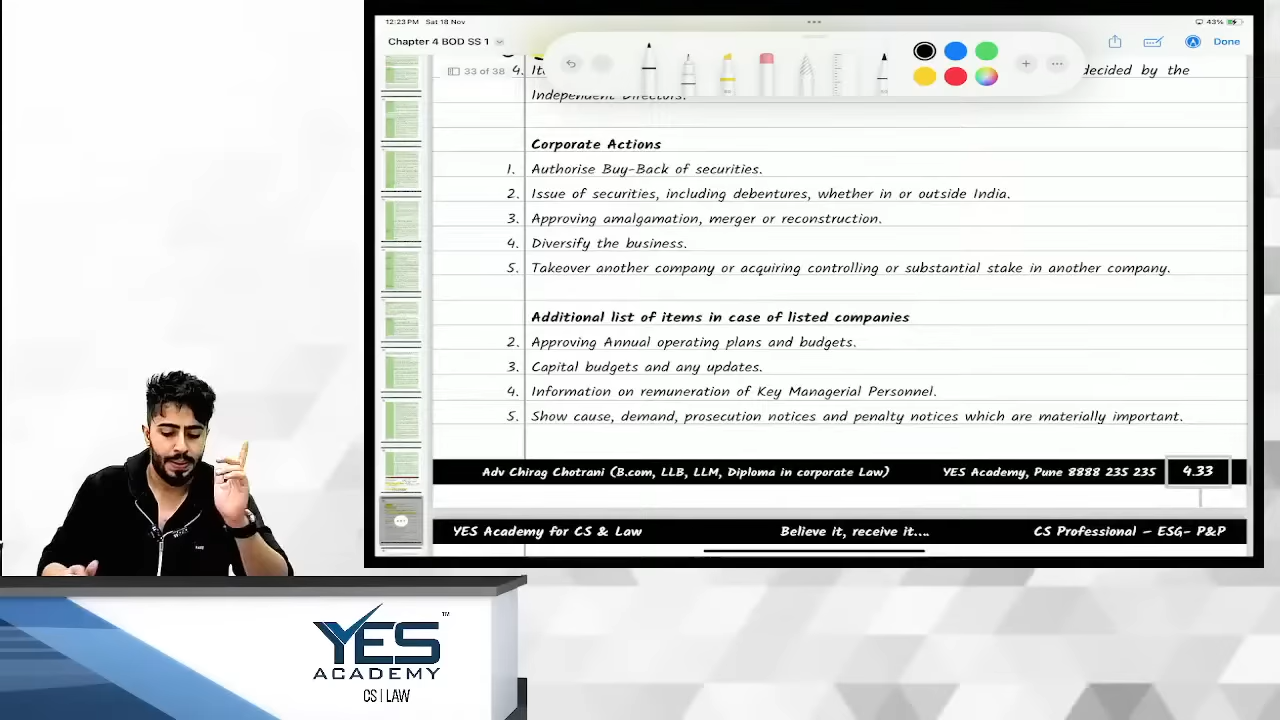 12:23 PM Sat 18 Nov
43%
Chapter 4 BOD SS 1
Done
33 of 38
4. It ed by the
Independent Directors.
Corporate Actions
1. Authorise Buy-Back of securities.
2. Issue of securities, including debentures, whether in or outside India.
3. Approving amalgamation, merger or reconstruction.
4. Diversify the business.
5. Takeover another company or acquiring controlling or substantial stake in another company.
Additional list of items in case of listed companies
2. Approving Annual operating plans and budgets.
3. Capital budgets and any updates.
4. Information on remuneration of Key Managerial Personnel.
5. Show cause, demand, prosecution notices and penalty notices which are materially important.
Adv Chirag Chotrani (B.com, LLB, LLM, Diploma in corporate Law) YES Academy, Pune 8888 235 235 4.33
YES Academy for CS & Law Believe to Achieve it.... CS Professional - ESG- P&P
YES ™
ACADEMY
CS | LAW